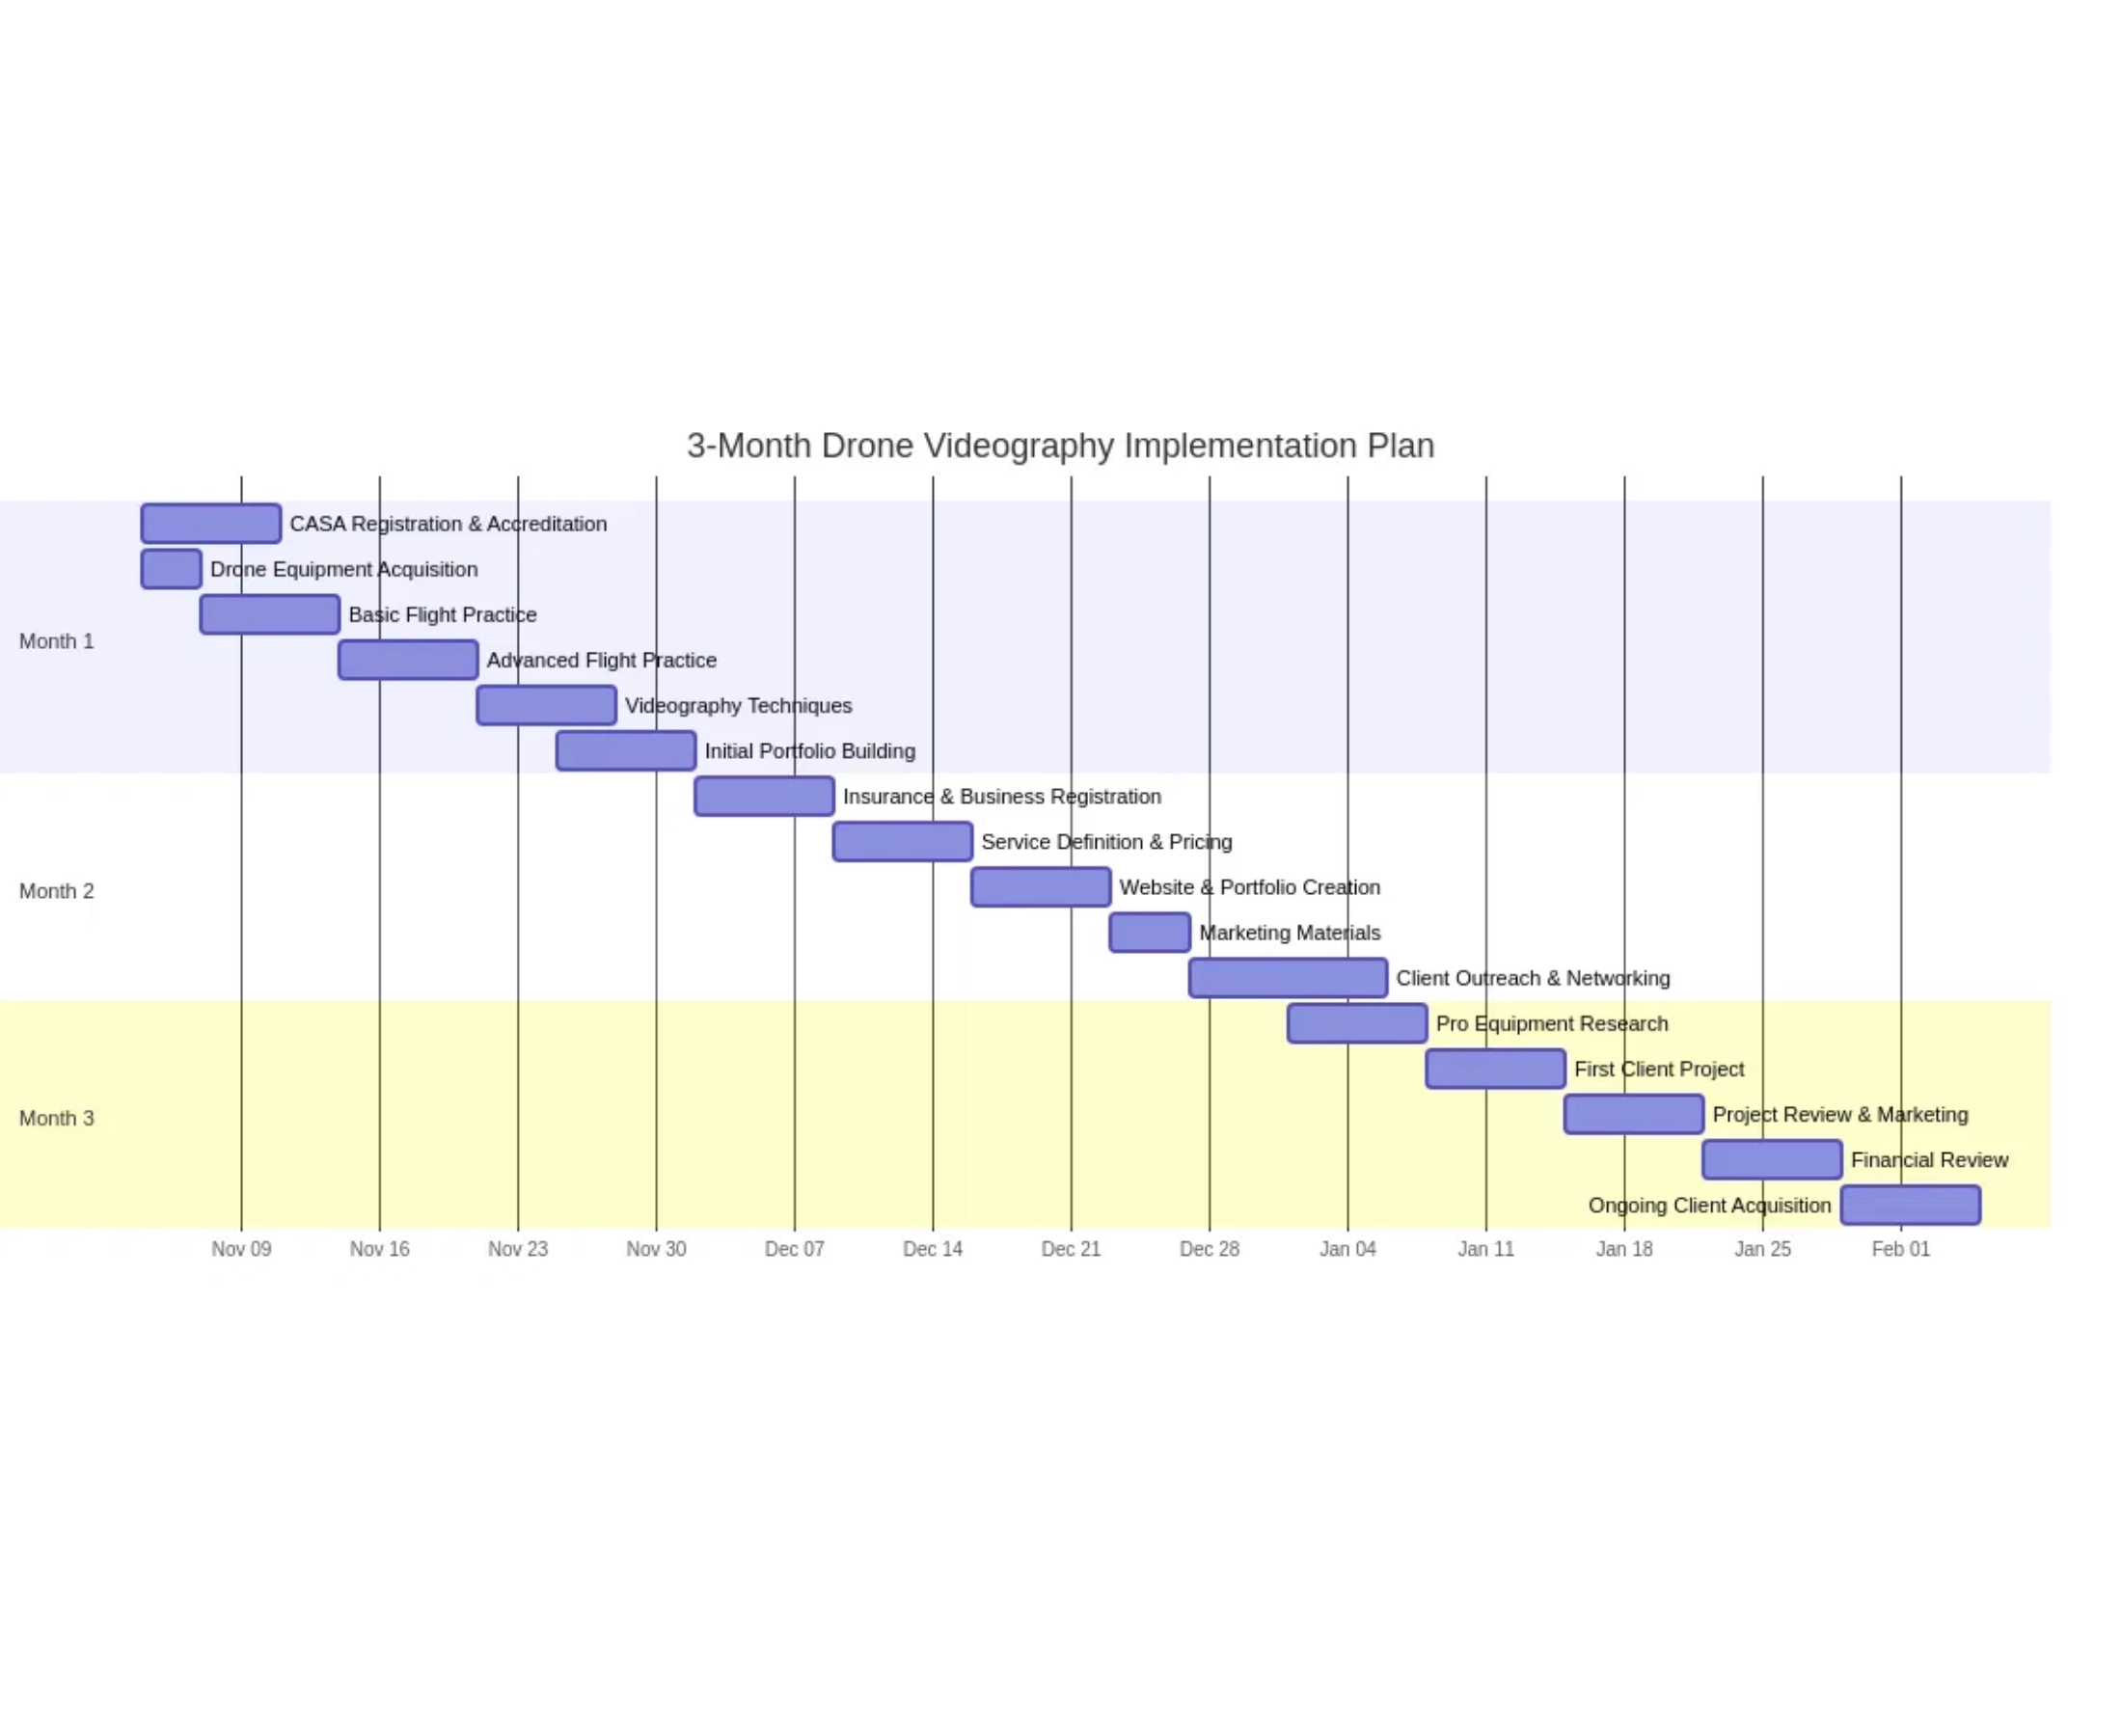 3-Month Drone Videography Implementation Plan
CASA Registration & Accreditation
Drone Equipment Acquisition
Basic Flight Practice
Month 1
Advanced Flight Practice
Videography Techniques
Initial Portfolio Building
Insurance & Business Registration
Service Definition & Pricing
Month 2
Website & Portfolio Creation
Marketing Materials
Client Outreach & Networking
Pro Equipment Research
First Client Project
Month 3
Project Review & Marketing
Financial Review
Ongoing Client Acquisition
Nov 09 Nov 16 Nov 23 Nov 30 Dec 07 Dec 14 Dec 21 Dec 28 Jan 04 Jan 11 Jan 18 Jan 25 Feb 01